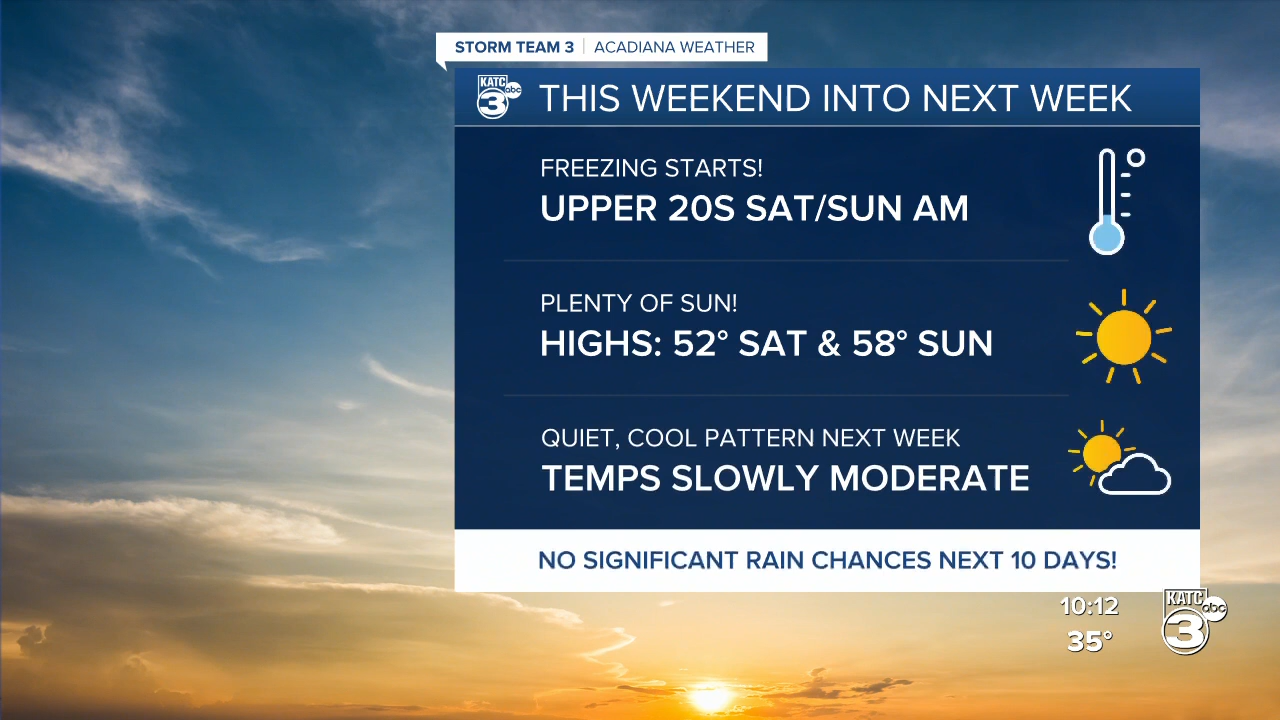 STORM TEAM 3 | ACADIANA WEATHER
KATC abc 3
THIS WEEKEND INTO NEXT WEEK
FREEZING STARTS!
UPPER 20S SAT/SUN AM
PLENTY OF SUN!
HIGHS: 52° SAT & 58° SUN
QUIET, COOL PATTERN NEXT WEEK
TEMPS SLOWLY MODERATE
NO SIGNIFICANT RAIN CHANCES NEXT 10 DAYS!
10:12
35°
KATC abc 3